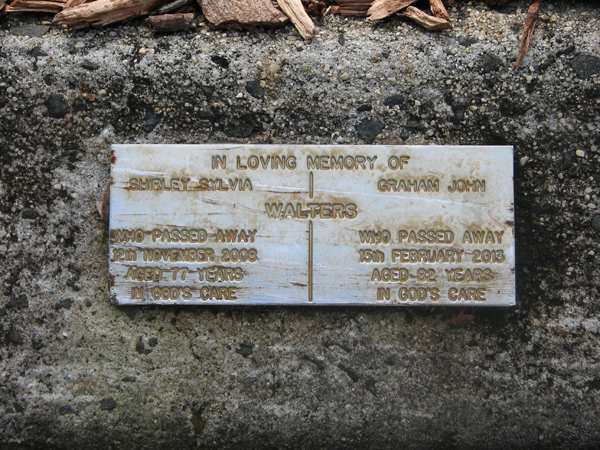 IN LOVING MEMORY OF
SHIRLEY SYLVIA
GRAHAM JOHN
WALTERS
WHO PASSED AWAY
12th NOVEMBER 2008
AGED 77 YEARS
IN GOD'S CARE
WHO PASSED AWAY
15th FEBRUARY 2013
AGED 82 YEARS
IN GOD'S CARE